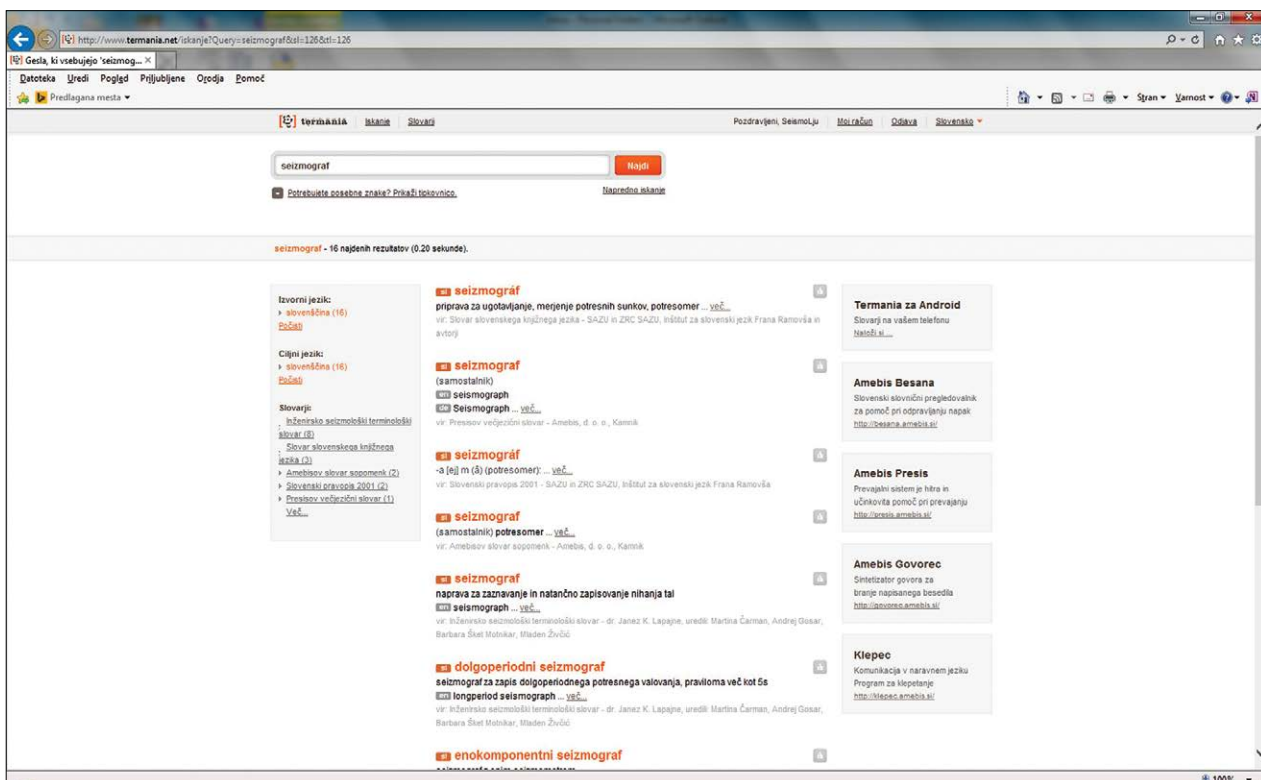 http://www.termania.net/iskanje?Query=seizmograf&sl=126&tl=126
Gesla, ki vsebujejo 'seizmog...
Datoteka Uredi Pogled Priljubljene Orodja Pomoč
Predlagana mesta
Stran Varnost
termania Iskanje Slovarji
Pozdravljeni, SeismoLju Moj račun Odjava Slovensko
seizmograf Najdi
Potrebujete posebne znake? Prikaži tipkovnico. Napredno iskanje
seizmograf - 16 najdenih rezultatov (0.20 sekunde).
Izvorni jezik:
slovenščina (16)
Počisti
Ciljni jezik:
slovenščina (16)
Počisti
Slovarji:
Inženirsko seizmološki terminološki
slovar (8)
Slovar slovenskega knjižnega
jezika (3)
Amebisov slovar sopomenk (2)
Slovenski pravopis 2001 (2)
Presisov večjezični slovar (1)
Več...
sl seizmográf
priprava za ugotavljanje, merjenje potresnih sunkov, potresomer ... več...
vir: Slovar slovenskega knjižnega jezika - SAZU in ZRC SAZU, Inštitut za slovenski jezik Frana Ramovša in
avtorji
sl seizmograf
(samostalnik)
en seismograph
de Seismograph ... več...
vir: Presisov večjezični slovar - Amebis, d. o. o., Kamnik
sl seizmográf
-a [ej] m (â) (potresomer): ... več...
vir: Slovenski pravopis 2001 - SAZU in ZRC SAZU, Inštitut za slovenski jezik Frana Ramovša
sl seizmograf
(samostalnik) potresomer ... več...
vir: Amebisov slovar sopomenk - Amebis, d. o. o., Kamnik
sl seizmograf
naprava za zaznavanje in natančno zapisovanje nihanja tal
en seismograph ... več...
vir: Inženirsko seizmološki terminološki slovar - dr. Janez K. Lapajne, uredili: Martina Čarman, Andrej Gosar,
Barbara Šket Motnikar, Mladen Živčić
sl dolgoperiodni seizmograf
seizmograf za zapis dolgoperiodnega potresnega valovanja, praviloma več kot 5s
en longperiod seismograph ... več...
vir: Inženirsko seizmološki terminološki slovar - dr. Janez K. Lapajne, uredili: Martina Čarman, Andrej Gosar,
Barbara Šket Motnikar, Mladen Živčić
sl enokomponentni seizmograf
Termania za Android
Slovarji na vašem telefonu
Naloži si ...
Amebis Besana
Slovenski slovnični pregledovalnik
za pomoč pri odpravljanju napak
http://besana.amebis.si/
Amebis Presis
Prevajalni sistem je hitra in
učinkovita pomoč pri prevajanju
http://presis.amebis.si/
Amebis Govorec
Sintetizator govora za
branje napisanega besedila
http://govorec.amebis.si/
Klepec
Komunikacija v naravnem jeziku
Program za klepetanje
http://klepec.amebis.si/
100%